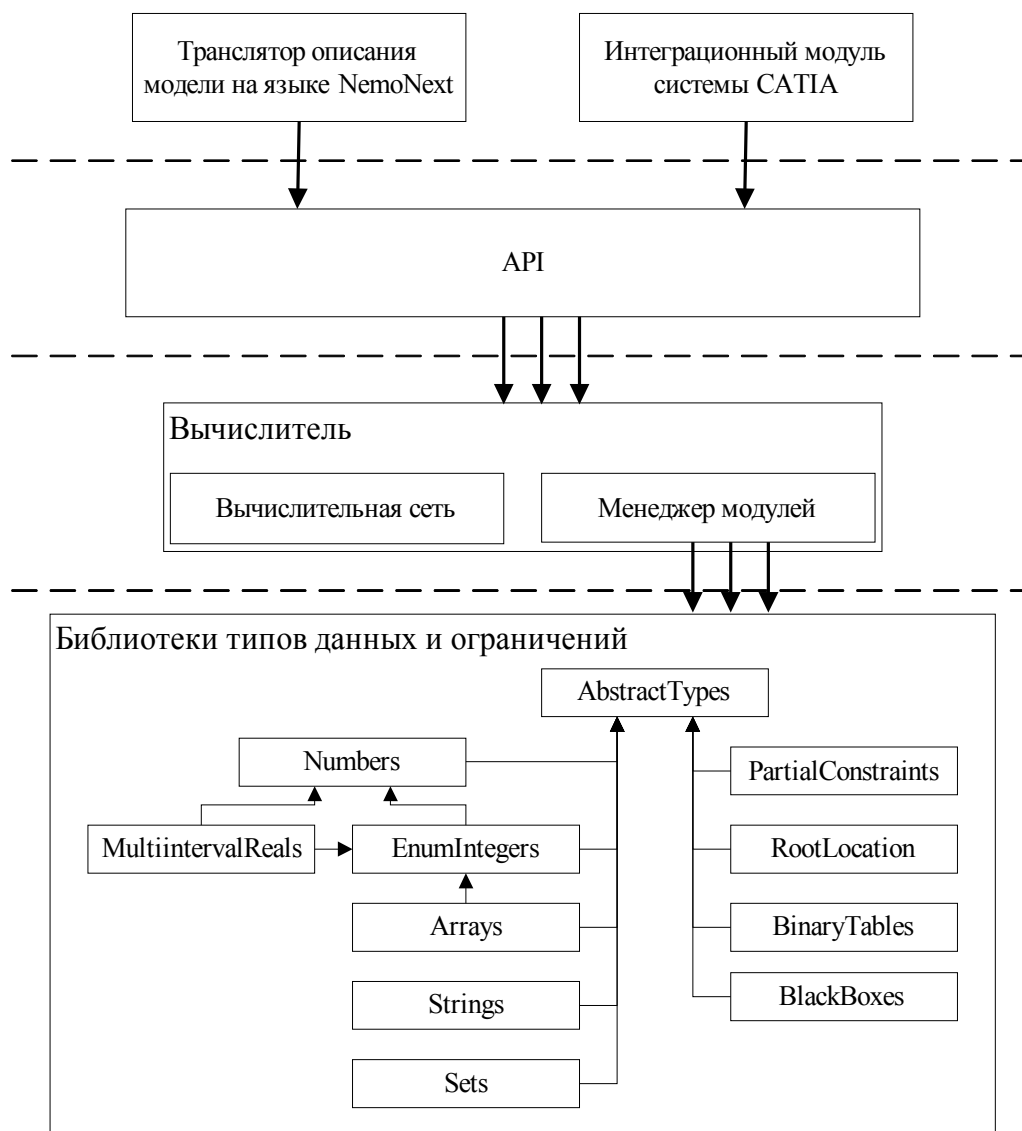 Транслятор описания
модели на языке NemoNext
Интеграционный модуль
системы CATIA
API
Вычислитель
Вычислительная сеть
Менеджер модулей
Библиотеки типов данных и ограничений
AbstractTypes
Numbers
PartialConstraints
MultiintervalReals
EnumIntegers
RootLocation
Arrays
BinaryTables
Strings
BlackBoxes
Sets